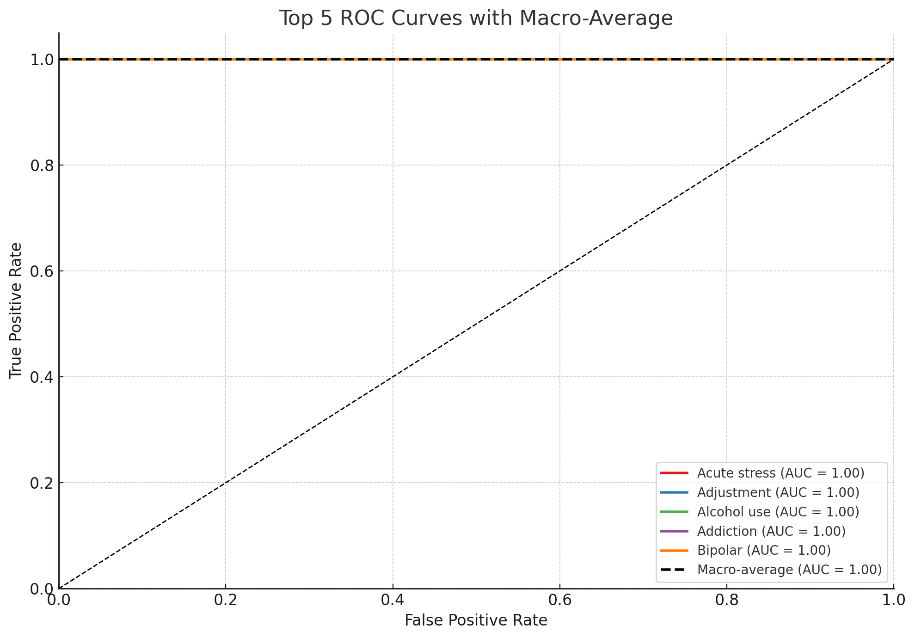 Top 5 ROC Curves with Macro-Average
1.0
0.8
0.6
0.4
0.2
0.0
True Positive Rate
0.0 0.2 0.4 0.6 0.8 1.0
False Positive Rate
Acute stress (AUC = 1.00)
Adjustment (AUC = 1.00)
Alcohol use (AUC = 1.00)
Addiction (AUC = 1.00)
Bipolar (AUC = 1.00)
Macro-average (AUC = 1.00)